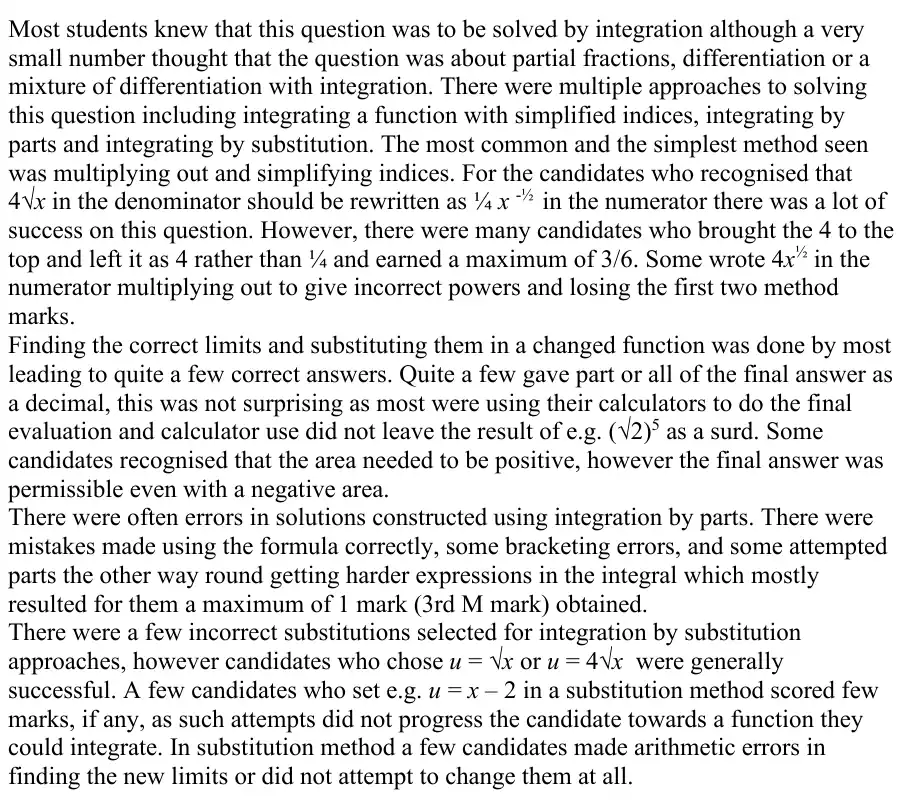 Most students knew that this question was to be solved by integration although a very
small number thought that the question was about partial fractions, differentiation or a
mixture of differentiation with integration. There were multiple approaches to solving
this question including integrating a function with simplified indices, integrating by
parts and integrating by substitution. The most common and the simplest method seen
was multiplying out and simplifying indices. For the candidates who recognised that
4√x in the denominator should be rewritten as ¼ x ⁻½ in the numerator there was a lot of
success on this question. However, there were many candidates who brought the 4 to the
top and left it as 4 rather than ¼ and earned a maximum of 3/6. Some wrote 4x^½ in the
numerator multiplying out to give incorrect powers and losing the first two method
marks.
Finding the correct limits and substituting them in a changed function was done by most
leading to quite a few correct answers. Quite a few gave part or all of the final answer as
a decimal, this was not surprising as most were using their calculators to do the final
evaluation and calculator use did not leave the result of e.g. (√2)⁵ as a surd. Some
candidates recognised that the area needed to be positive, however the final answer was
permissible even with a negative area.
There were often errors in solutions constructed using integration by parts. There were
mistakes made using the formula correctly, some bracketing errors, and some attempted
parts the other way round getting harder expressions in the integral which mostly
resulted for them a maximum of 1 mark (3rd M mark) obtained.
There were a few incorrect substitutions selected for integration by substitution
approaches, however candidates who chose u = √x or u = 4√x were generally
successful. A few candidates who set e.g. u = x – 2 in a substitution method scored few
marks, if any, as such attempts did not progress the candidate towards a function they
could integrate. In substitution method a few candidates made arithmetic errors in
finding the new limits or did not attempt to change them at all.